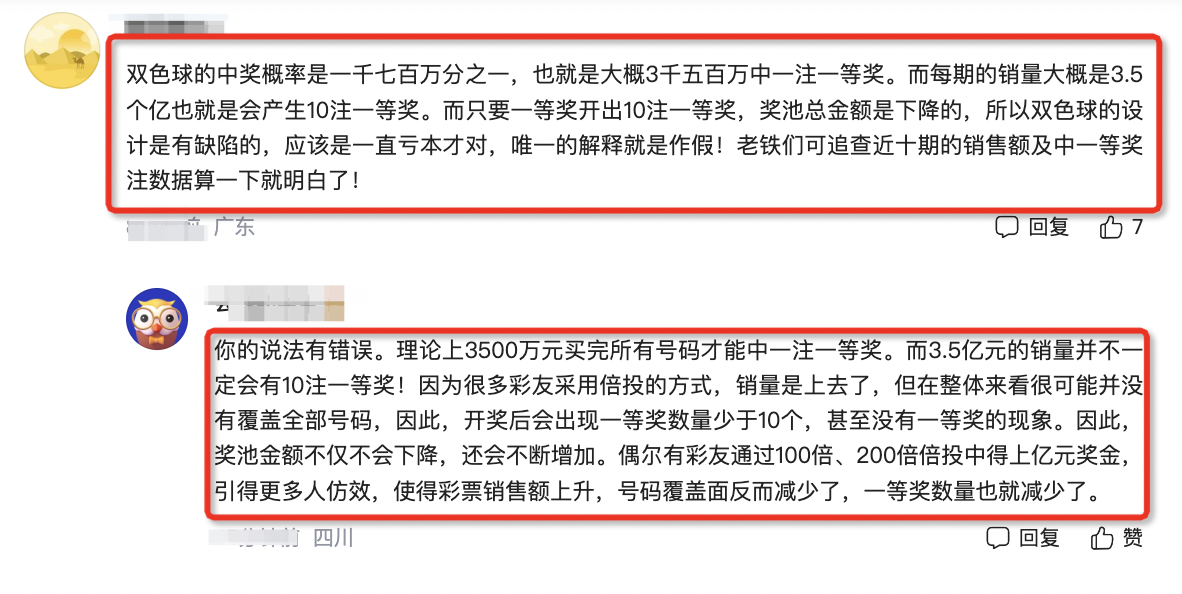 双色球的中奖概率是一千七百万分之一，也就是大概3千五百万中一注一等奖。而每期的销量大概是3.5
个亿也就是会产生10注一等奖。而只要一等奖开出10注一等奖，奖池总金额是下降的，所以双色球的设
计是有缺陷的，应该是一直亏本才对，唯一的解释就是作假！老铁们可追查近十期的销售额及中一等奖
注数据算一下就明白了！
广东
回复
7
你的说法有错误。理论上3500万元买完所有号码才能中一注一等奖。而3.5亿元的销量并不一
定会有10注一等奖！因为很多彩友采用倍投的方式，销量是上去了，但在整体来看很可能并没
有覆盖全部号码，因此，开奖后会出现一等奖数量少于10个，甚至没有一等奖的现象。因此，
奖池金额不仅不会下降，还会不断增加。偶尔有彩友通过100倍、200倍倍投中得上亿元奖金，
引得更多人仿效，使得彩票销售额上升，号码覆盖面反而减少了，一等奖数量也就减少了。
四川
回复
赞